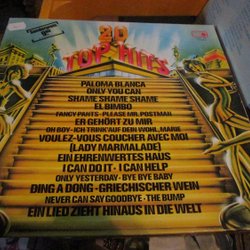 20
TOP HITS
PALOMA BLANCA
ONLY YOU CAN
SHAME SHAME SHAME
EL BIMBO
FANCY PANTS · PLEASE MR. POSTMAN
ER GEHÖRT ZU MIR
OH BOY · ICH TRINK' AUF DEIN WOHL, MARIE
VOULEZ-VOUS COUCHER AVEC MOI
(LADY MARMALADE)
EIN EHRENWERTES HAUS
I CAN DO IT · I CAN HELP
ONLY YESTERDAY · BYE BYE BABY
DING A DONG · GRIECHISCHER WEIN
NEVER CAN SAY GOODBYE · THE BUMP
EIN LIED ZIEHT HINAUS IN DIE WELT